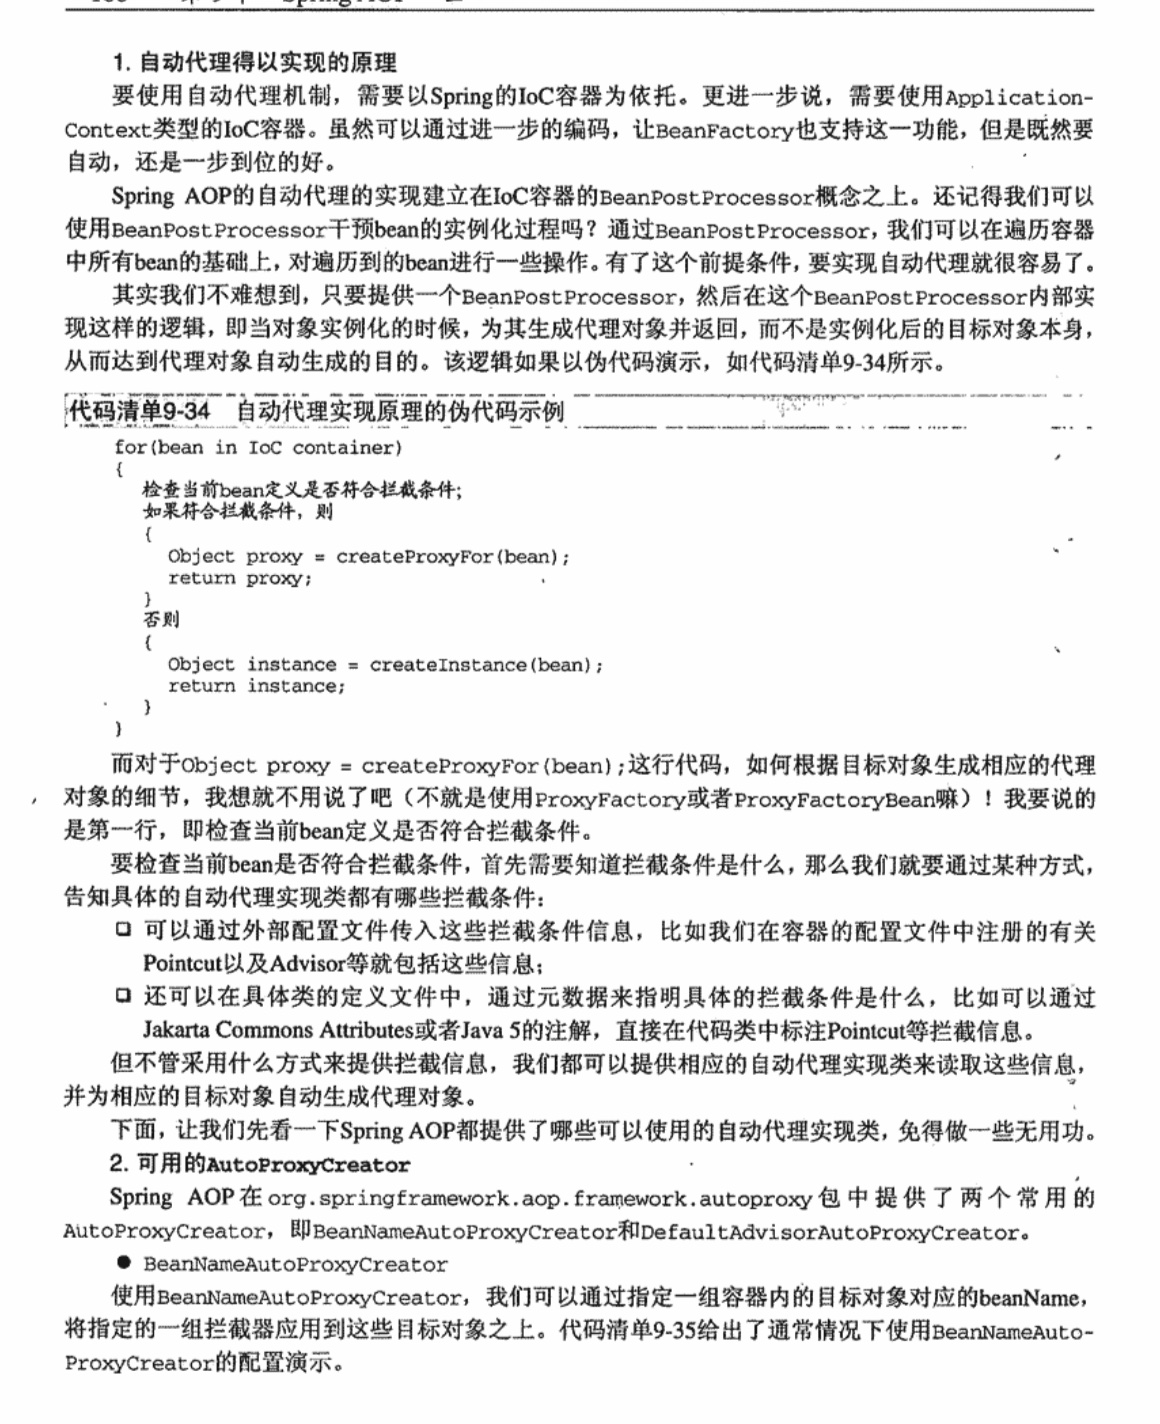 1. 自动代理得以实现的原理
要使用自动代理机制，需要以Spring的IoC容器为依托。更进一步说，需要使用Application-
Context类型的IoC容器。虽然可以通过进一步的编码，让BeanFactory也支持这一功能，但是既然要
自动，还是一步到位的好。
Spring AOP的自动代理的实现建立在IoC容器的BeanPostProcessor概念之上。还记得我们可以
使用BeanPostProcessor干预bean的实例化过程吗？通过BeanPostProcessor，我们可以在遍历容器
中所有bean的基础上，对遍历到的bean进行一些操作。有了这个前提条件，要实现自动代理就很容易了。
其实我们不难想到，只要提供一个BeanPostProcessor，然后在这个BeanPostProcessor内部实
现这样的逻辑，即当对象实例化的时候，为其生成代理对象并返回，而不是实例化后的目标对象本身，
从而达到代理对象自动生成的目的。该逻辑如果以伪代码演示，如代码清单9-34所示。
代码清单9-34 自动代理实现原理的伪代码示例
for(bean in IoC container)
{
检查当前bean定义是否符合拦截条件;
如果符合拦截条件，则
{
Object proxy = createProxyFor(bean);
return proxy;
}
否则
{
Object instance = createInstance(bean);
return instance;
}
}
而对于Object proxy = createProxyFor(bean);这行代码，如何根据目标对象生成相应的代理
对象的细节，我想就不用说了吧（不就是使用ProxyFactory或者ProxyFactoryBean嘛）！我要说的
是第一行，即检查当前bean定义是否符合拦截条件。
要检查当前bean是否符合拦截条件，首先需要知道拦截条件是什么，那么我们就要通过某种方式，
告知具体的自动代理实现类都有哪些拦截条件：
❑ 可以通过外部配置文件传入这些拦截条件信息，比如我们在容器的配置文件中注册的有关
Pointcut以及Advisor等就包括这些信息；
❑ 还可以在具体类的定义文件中，通过元数据来指明具体的拦截条件是什么，比如可以通过
Jakarta Commons Attributes或者Java 5的注解，直接在代码类中标注Pointcut等拦截信息。
但不管采用什么方式来提供拦截信息，我们都可以提供相应的自动代理实现类来读取这些信息，
并为相应的目标对象自动生成代理对象。
下面，让我们先看一下Spring AOP都提供了哪些可以使用的自动代理实现类，免得做一些无用功。
2. 可用的AutoProxyCreator
Spring AOP在org.springframework.aop.framework.autoproxy包中提供了两个常用的
AutoProxyCreator，即BeanNameAutoProxyCreator和DefaultAdvisorAutoProxyCreator。
● BeanNameAutoProxyCreator
使用BeanNameAutoProxyCreator，我们可以通过指定一组容器内的目标对象对应的beanName，
将指定的一组拦截器应用到这些目标对象之上。代码清单9-35给出了通常情况下使用BeanNameAuto-
ProxyCreator的配置演示。